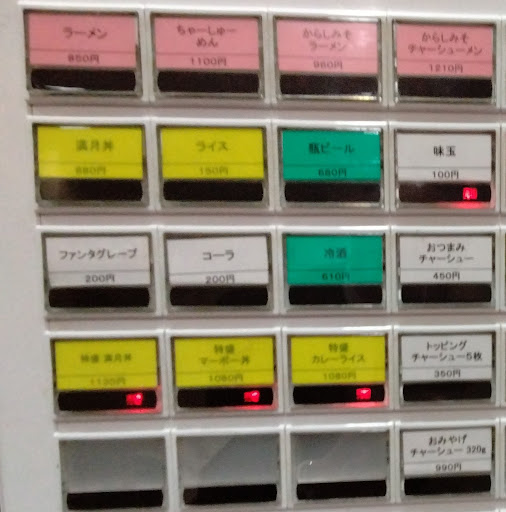 ラーメン
850円
ちゃーしゅー
めん
1100円
からしみそ
ラーメン
960円
からしみそ
チャーシューメン
1210円
満月丼
880円
ライス
150円
瓶ビール
680円
味玉
100円
ファンタグレープ
200円
コーラ
200円
冷酒
610円
おつまみ
チャーシュー
450円
特盛 満月丼
1130円
特盛
マーボー丼
1080円
特盛
カレーライス
1080円
トッピング
チャーシュー5枚
350円
おみやげ
チャーシュー 320g
990円